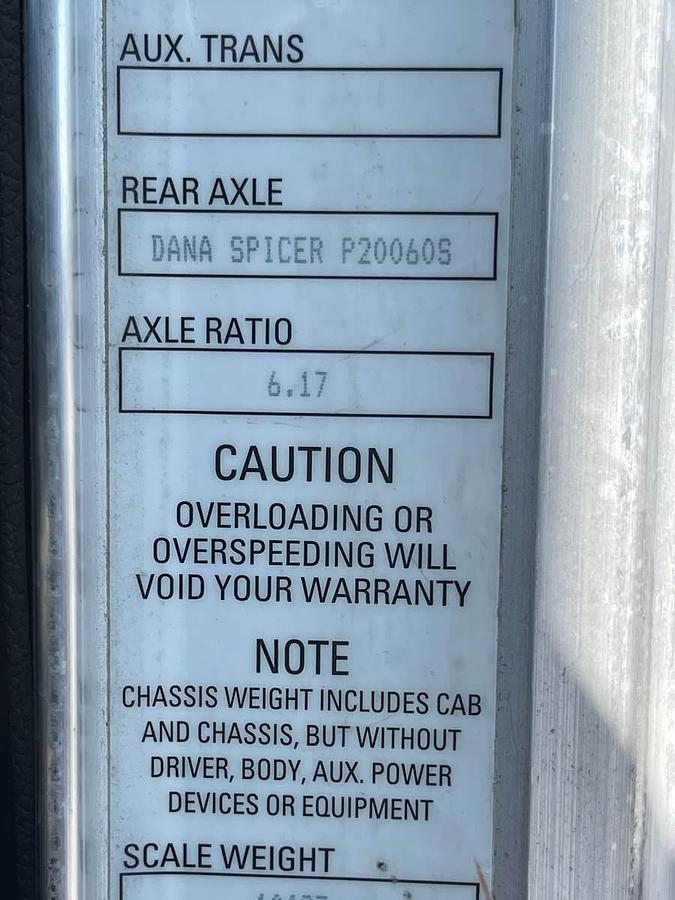 AUX. TRANS
REAR AXLE
DANA SPICER P20060S
AXLE RATIO
6.17
CAUTION
OVERLOADING OR
OVERSPEEDING WILL
VOID YOUR WARRANTY
NOTE
CHASSIS WEIGHT INCLUDES CAB
AND CHASSIS, BUT WITHOUT
DRIVER, BODY, AUX. POWER
DEVICES OR EQUIPMENT
SCALE WEIGHT